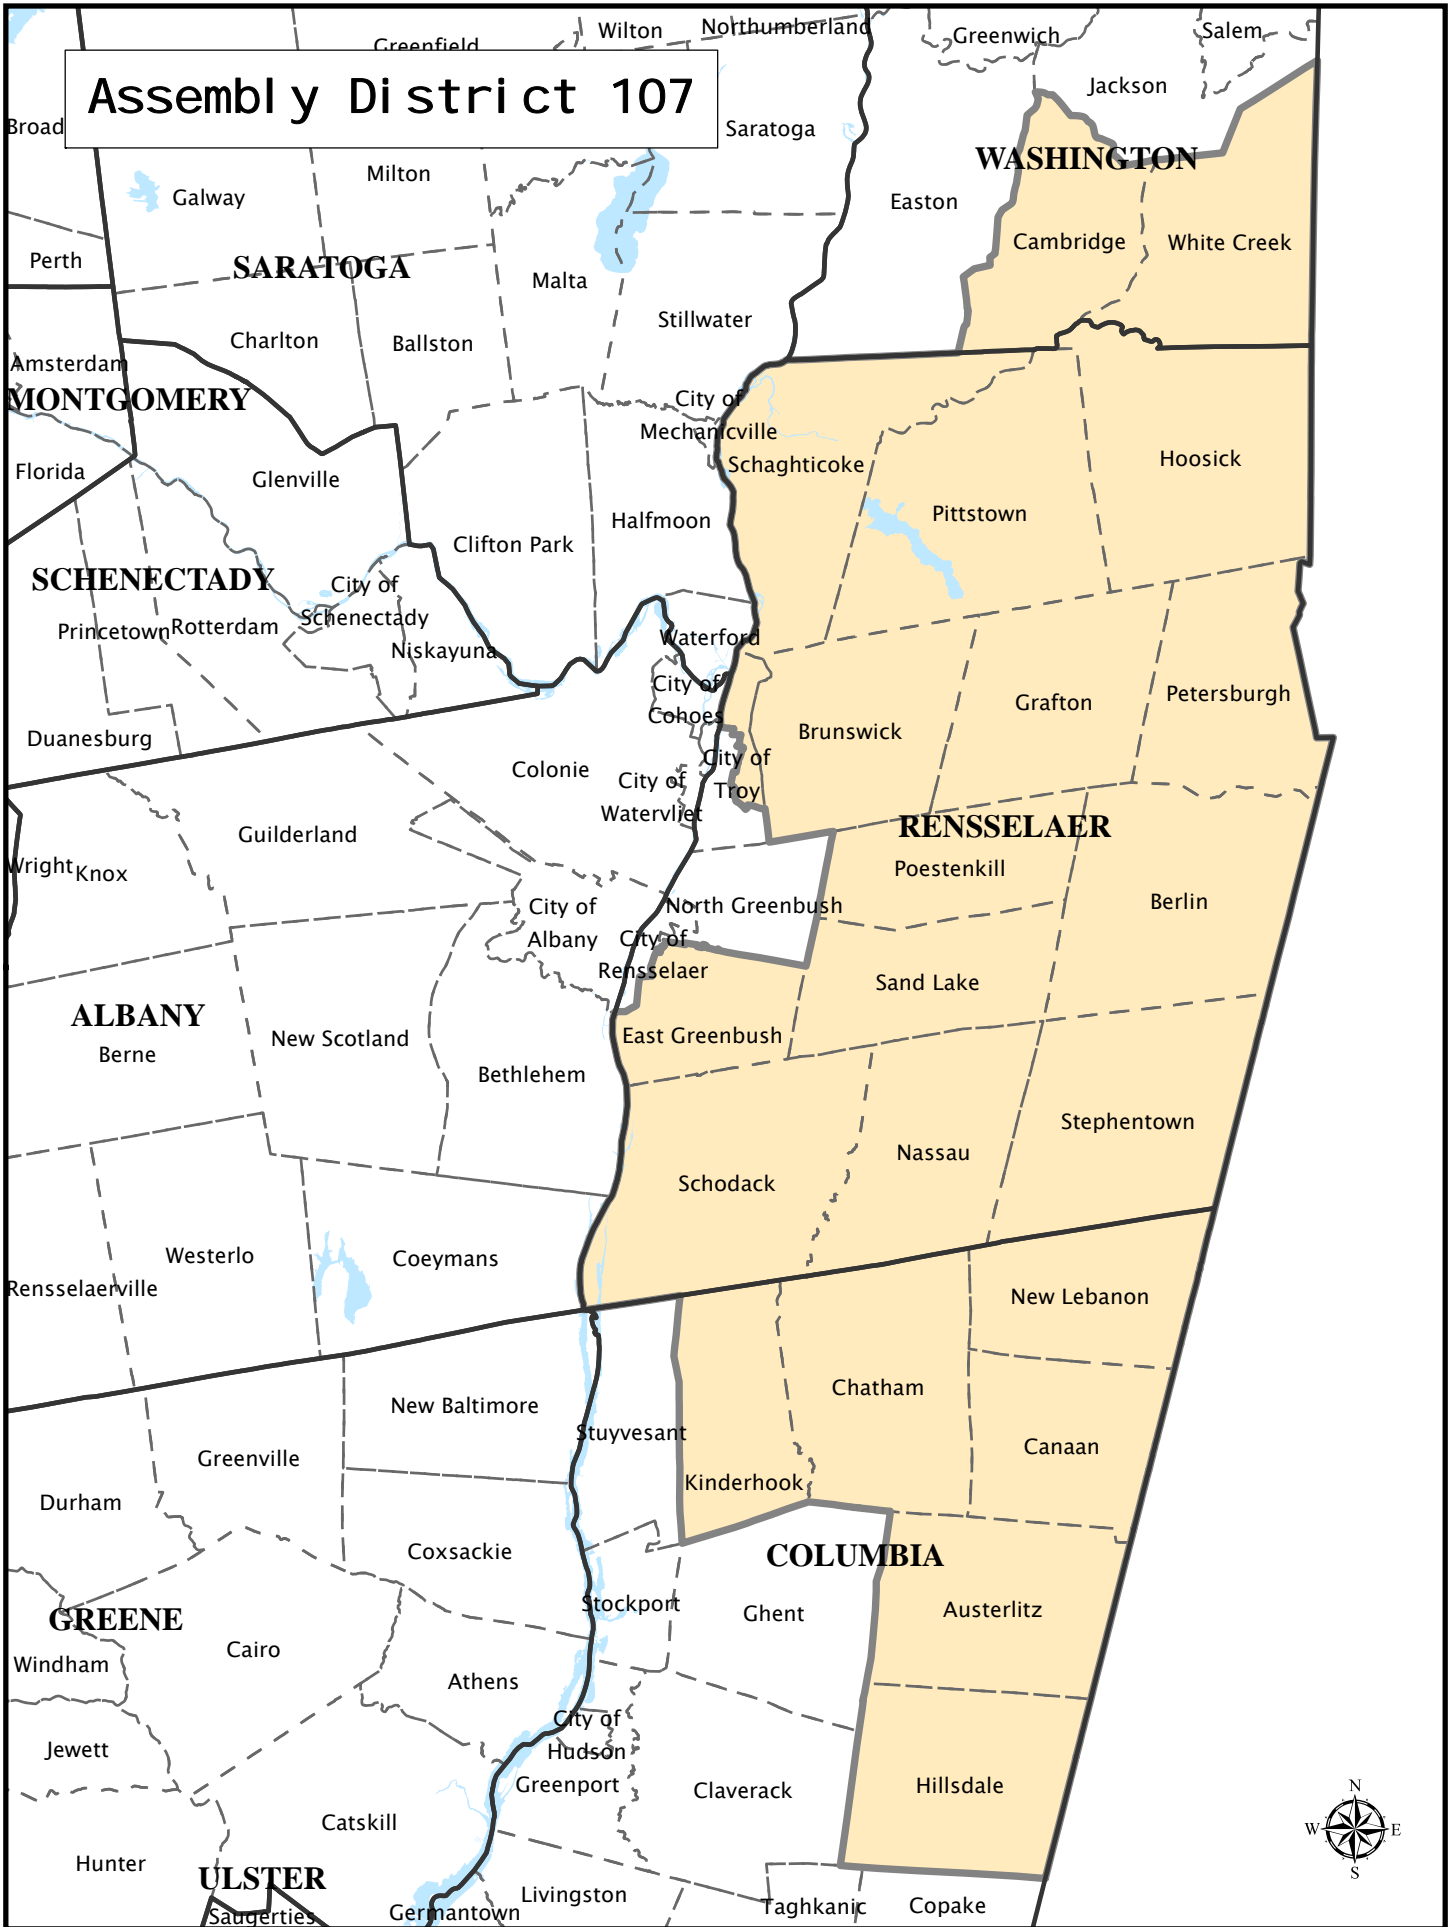 Wilton
Northumberland
Greenfield
Greenwich
Salem
Assembly District 107
Jackson
Broad
Saratoga
WASHINGTON
Milton
Galway
Easton
Cambridge
White Creek
Perth
SARATOGA
Malta
Stillwater
Charlton
Ballston
Amsterdam
MONTGOMERY
City of
Mechanicville
Schaghticoke
Hoosick
Florida
Glenville
Pittstown
Halfmoon
Clifton Park
SCHENECTADY
City of
Schenectady
Princetown
Rotterdam
Niskayuna
Waterford
City of
Cohoes
Grafton
Petersburgh
Brunswick
Duanesburg
City of
Troy
Colonie
City of
Watervliet
RENSSELAER
Guilderland
Wright
Knox
Poestenkill
Berlin
North Greenbush
City of
Albany
City of
Rensselaer
Sand Lake
ALBANY
Berne
New Scotland
East Greenbush
Bethlehem
Stephentown
Nassau
Schodack
Westerlo
Coeymans
Rensselaerville
New Lebanon
Chatham
New Baltimore
Stuyvesant
Canaan
Greenville
Kinderhook
Durham
Coxsackie
COLUMBIA
GREENE
Stockport
Ghent
Austerlitz
Cairo
Windham
Athens
City of
Hudson
Jewett
Greenport
Claverack
Hillsdale
N
W
E
S
Catskill
Hunter
ULSTER
Livingston
Taghkanic
Copake
Saugerties
Germantown